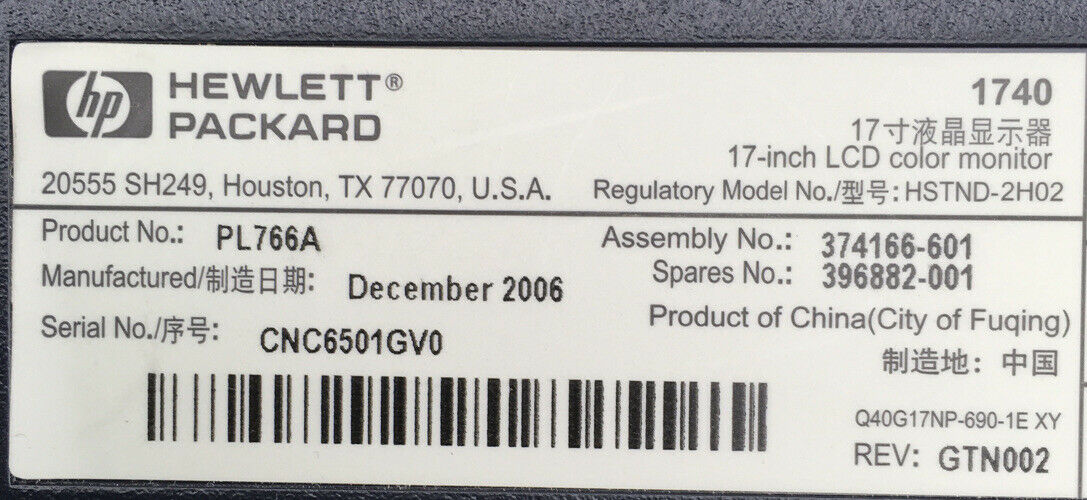 hp HEWLETT®
PACKARD
20555 SH249, Houston, TX 77070, U.S.A.
1740
17寸液晶显示器
17-inch LCD color monitor
Regulatory Model No./型号: HSTND-2H02
Product No.: PL766A
Manufactured/制造日期: December 2006
Serial No./序号: CNC6501GV0
Assembly No.: 374166-601
Spares No.: 396882-001
Product of China(City of Fuqing)
制造地: 中国
Q40G17NP-690-1E XY
REV: GTN002